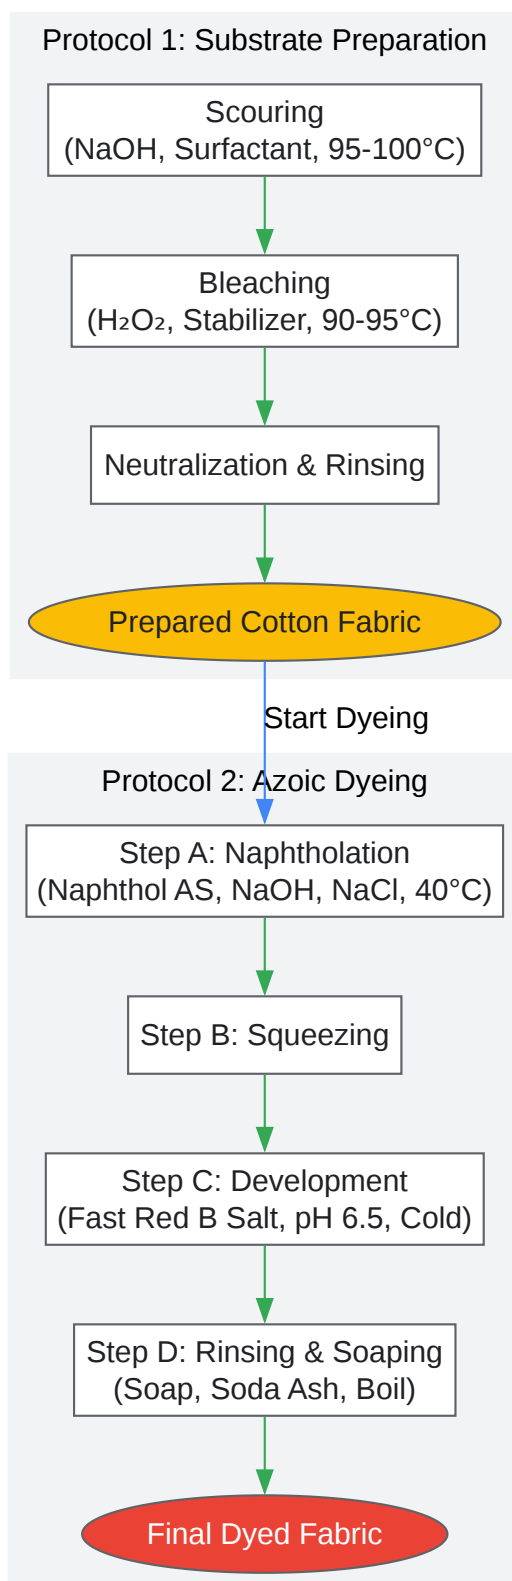 Protocol 1: Substrate Preparation
Scouring
(NaOH, Surfactant, 95-100°C)
Bleaching
(H₂O₂, Stabilizer, 90-95°C)
Neutralization & Rinsing
Prepared Cotton Fabric
Start Dyeing
Protocol 2: Azoic Dyeing
Step A: Naphtholation
(Naphthol AS, NaOH, NaCl, 40°C)
Step B: Squeezing
Step C: Development
(Fast Red B Salt, pH 6.5, Cold)
Step D: Rinsing & Soaping
(Soap, Soda Ash, Boil)
Final Dyed Fabric